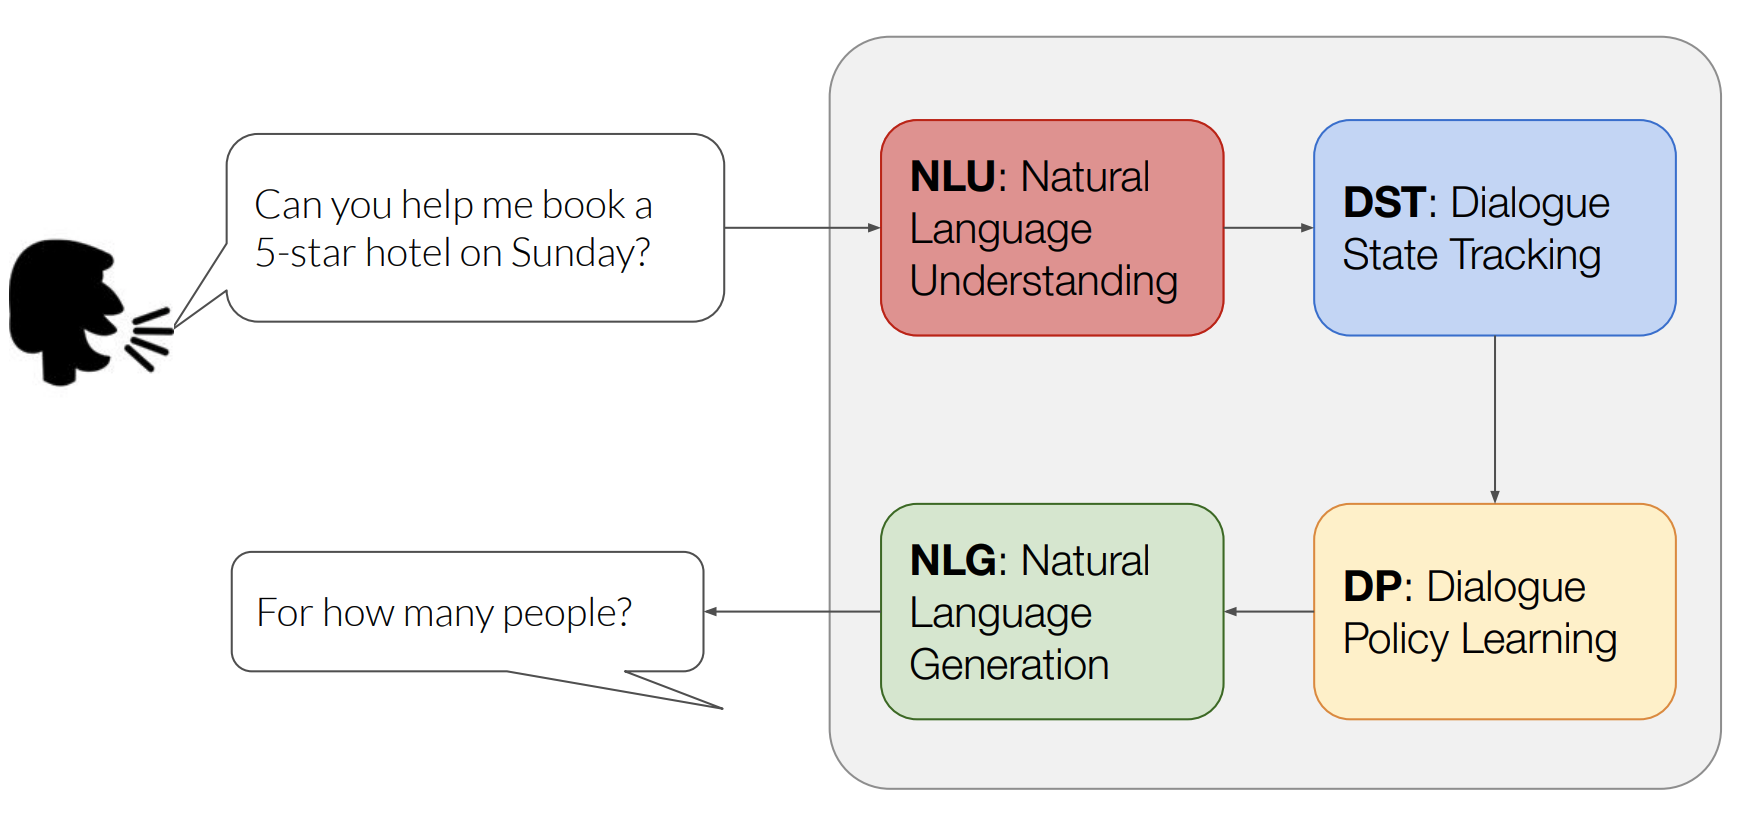 Can you help me book a
5-star hotel on Sunday?
NLU: Natural
Language
Understanding
DST: Dialogue
State Tracking
DP: Dialogue
Policy Learning
NLG: Natural
Language
Generation
For how many people?